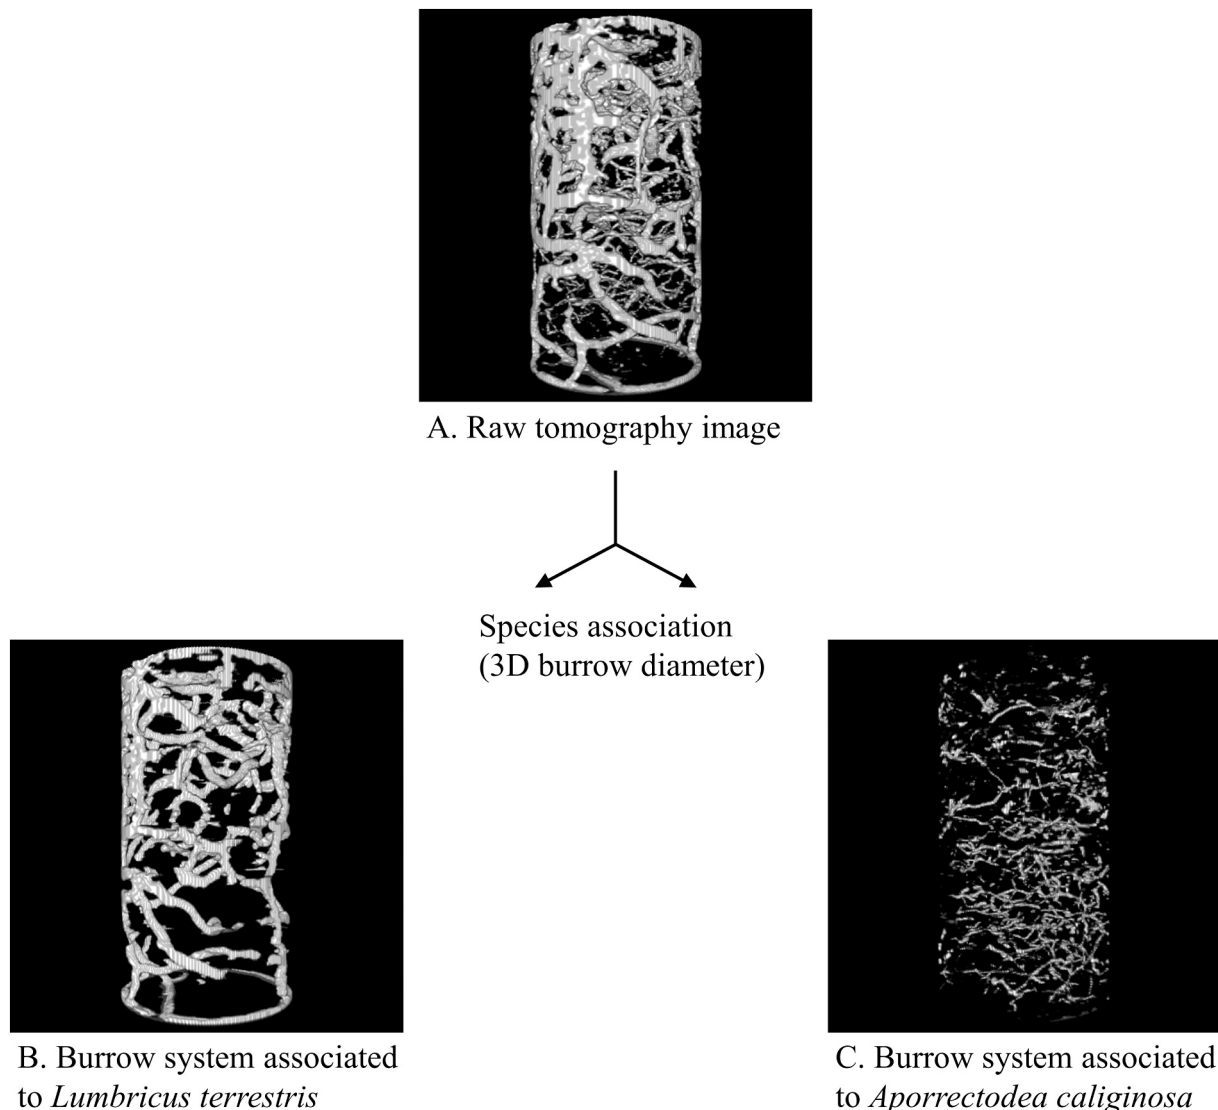 A. Raw tomography image
Species association
(3D burrow diameter)
B. Burrow system associated
to Lumbricus terrestris
C. Burrow system associated
to Aporrectodea caliginosa